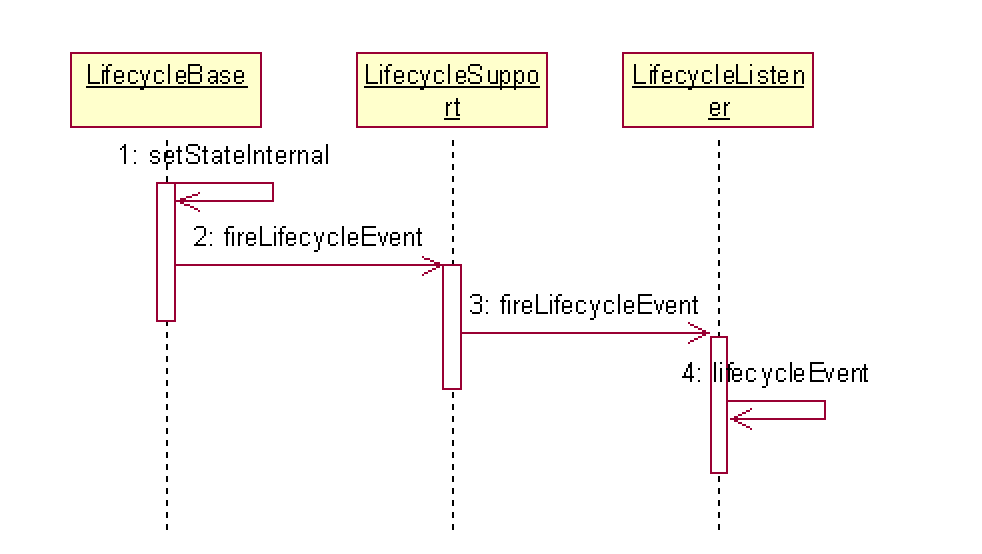 LifecycleBase
LifecycleSuppo
rt
LifecycleListen
er
1: setStateInternal
2: fireLifecycleEvent
3: fireLifecycleEvent
4: lifecycleEvent